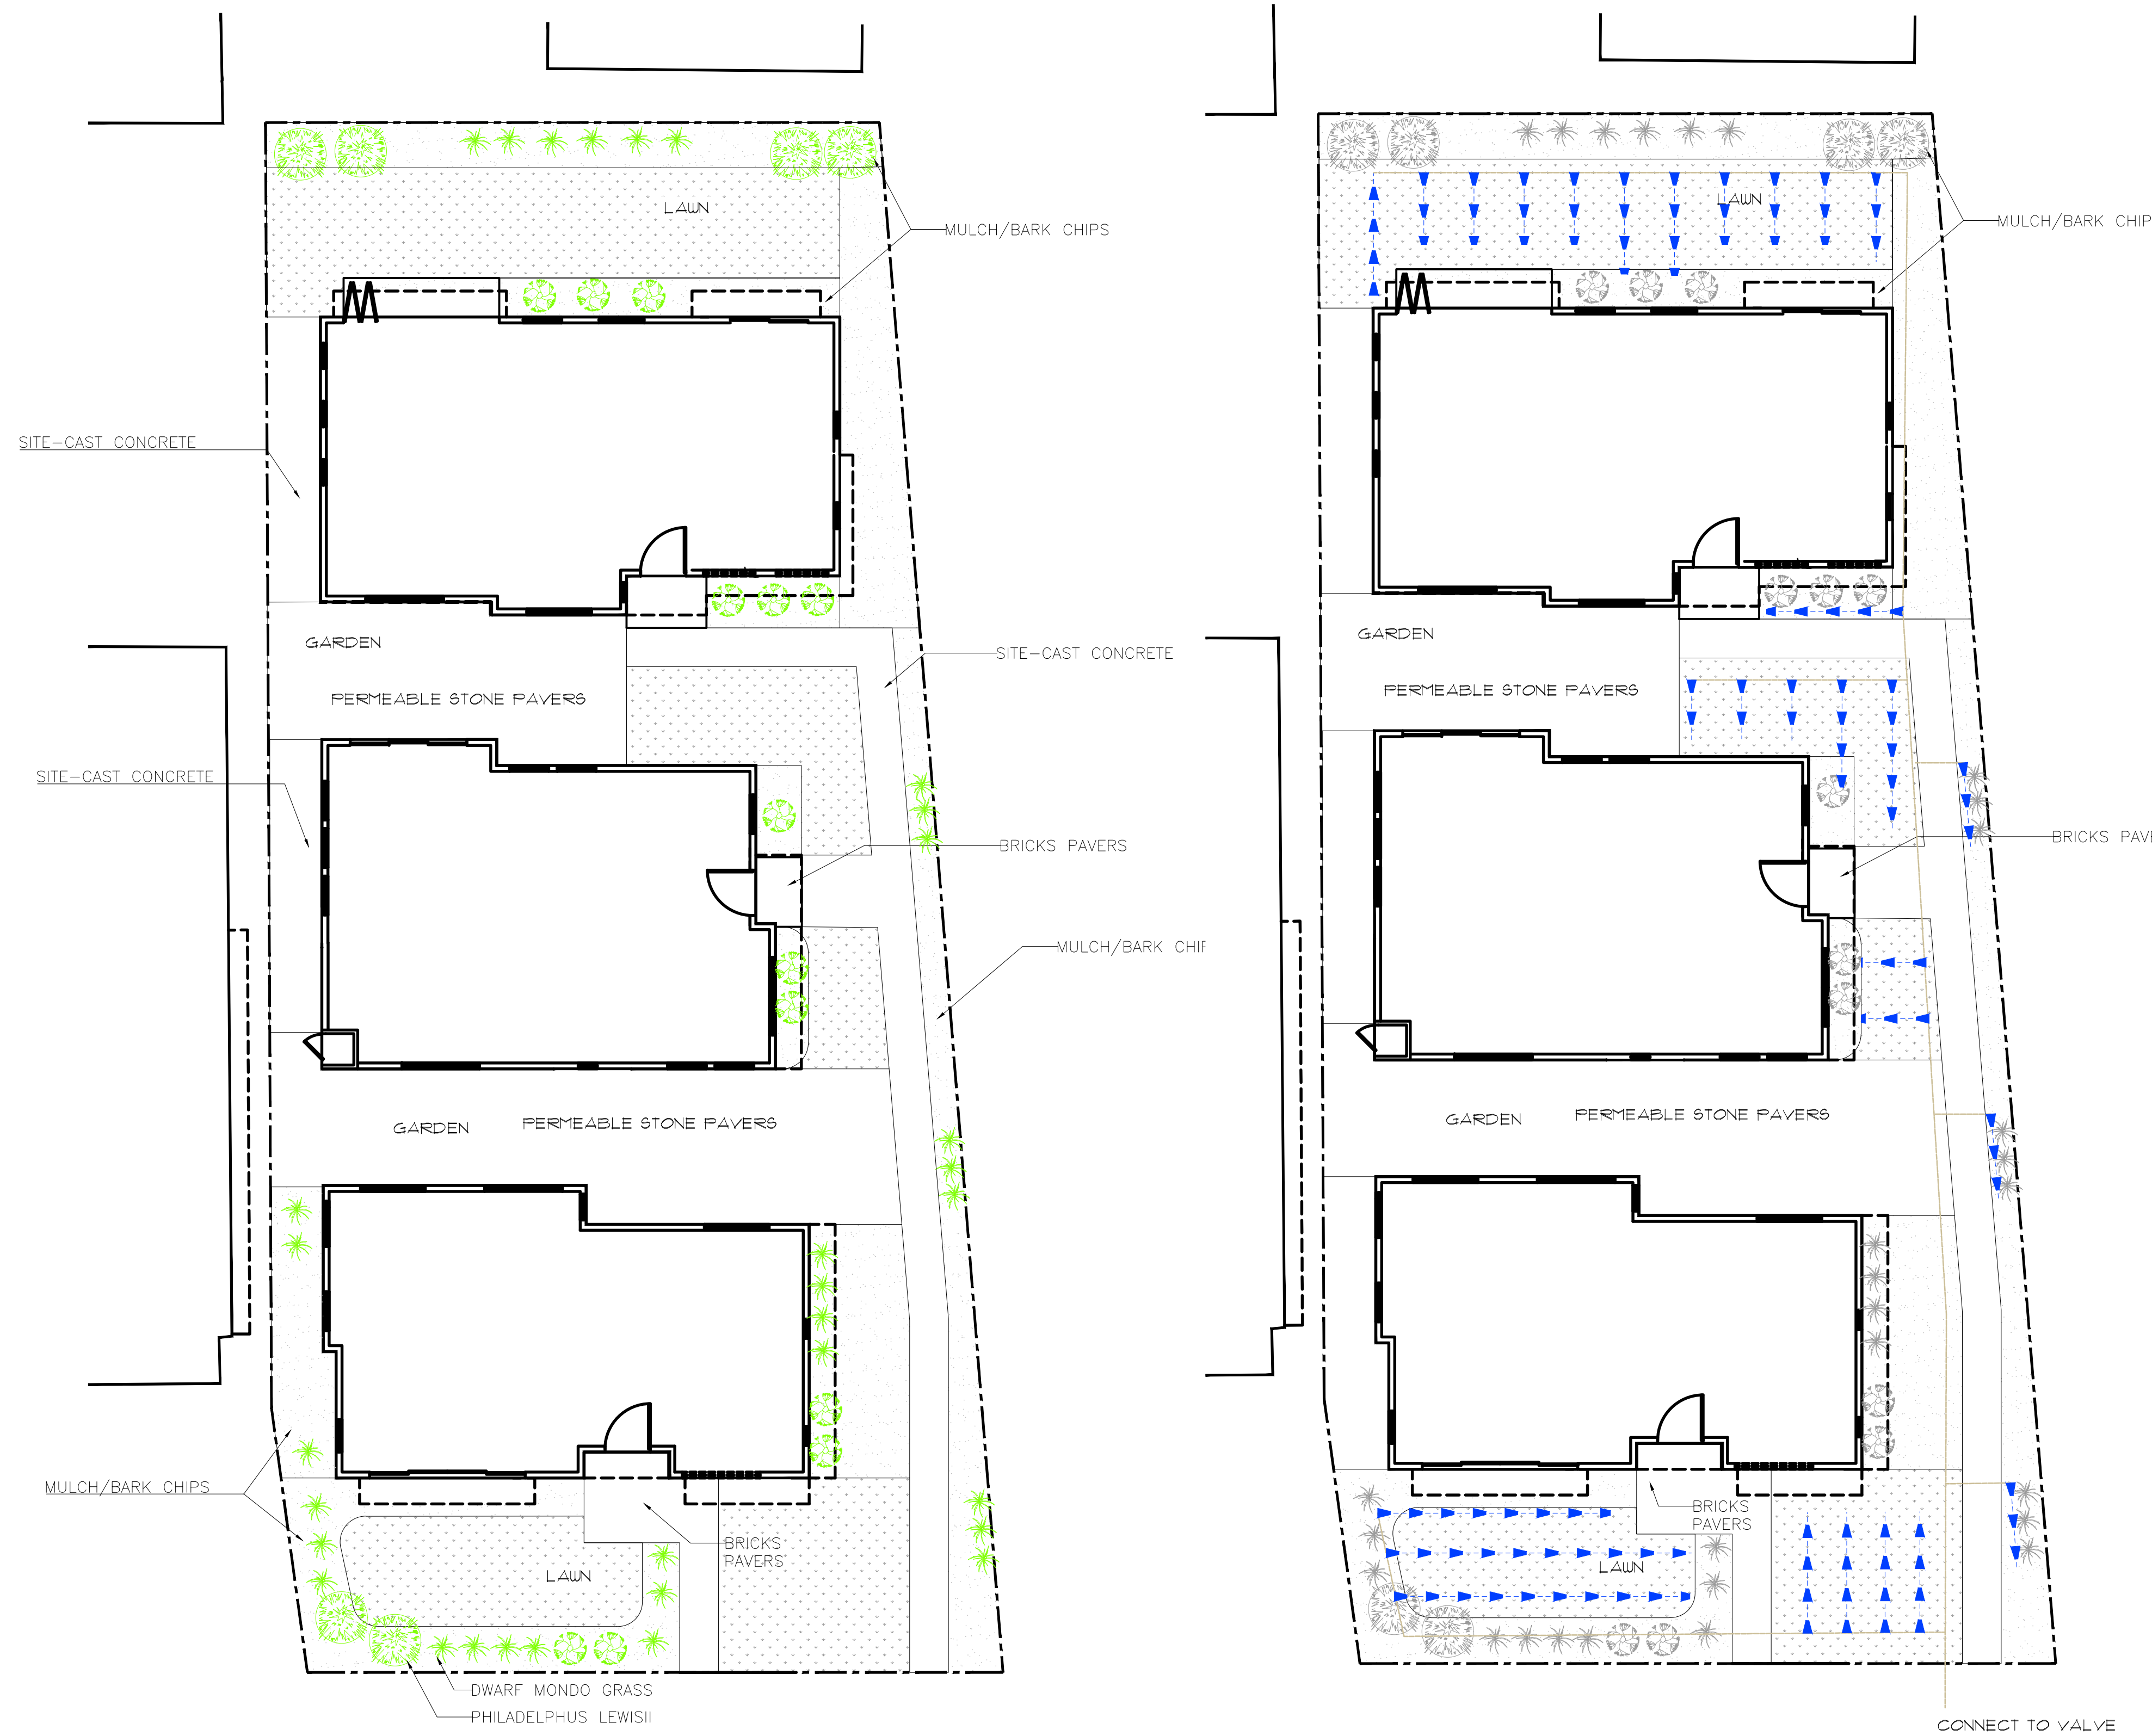 LAWN
MULCH/BARK CHIPS
SITE-CAST CONCRETE
GARDEN
SITE-CAST CONCRETE
PERMEABLE STONE PAVERS
SITE-CAST CONCRETE
BRICKS PAVERS
MULCH/BARK CHIP
GARDEN
PERMEABLE STONE PAVERS
MULCH/BARK CHIPS
BRICKS
PAVERS
LAWN
DWARF MONDO GRASS
PHILADELPHUS LEWISII
LAWN
MULCH/BARK CHIP
GARDEN
PERMEABLE STONE PAVERS
BRICKS PAVE
GARDEN
PERMEABLE STONE PAVERS
BRICKS
PAVERS
LAWN
CONNECT TO VALVE